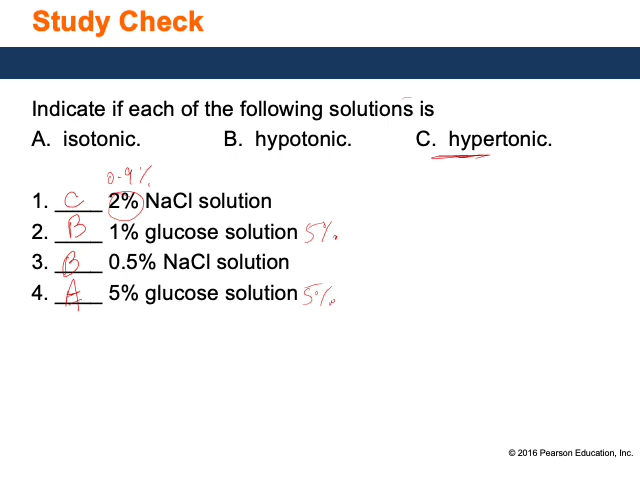 Study Check
Indicate if each of the following solutions is
A. isotonic. B. hypotonic. C. hypertonic.
0.9%
1. C 2% NaCl solution
2. B 1% glucose solution 5%
3. B 0.5% NaCl solution
4. A 5% glucose solution 5%
© 2016 Pearson Education, Inc.